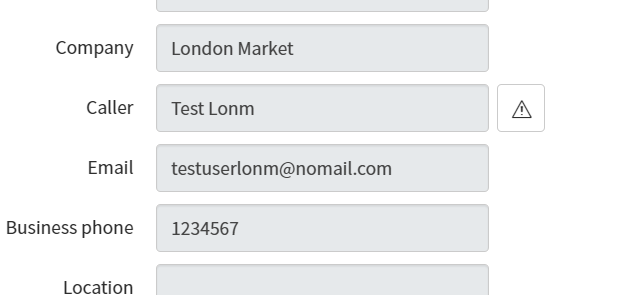 Company London Market
Caller Test Lonm
Email testuserlonm@nomail.com
Business phone 1234567
Location